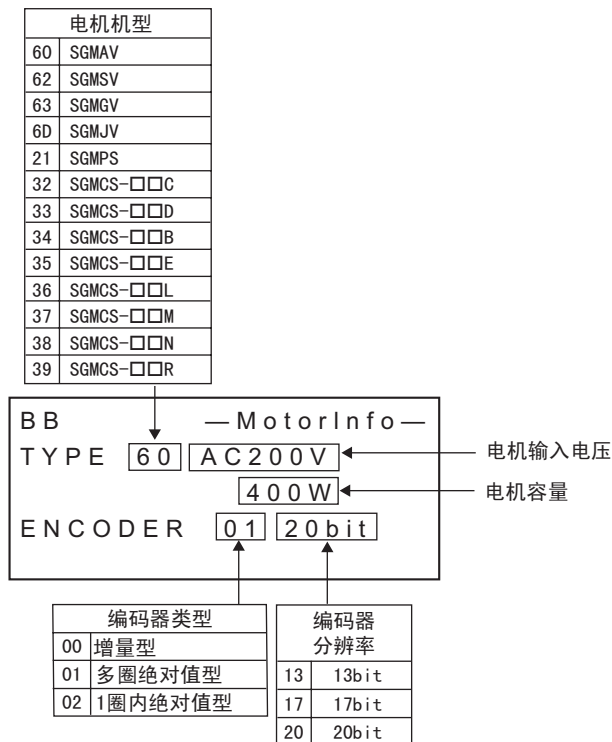 电机机型
60 SGMAV
62 SGMSV
63 SGMGV
6D SGMJV
21 SGMPS
32 SGMCS-□□C
33 SGMCS-□□D
34 SGMCS-□□B
35 SGMCS-□□E
36 SGMCS-□□L
37 SGMCS-□□M
38 SGMCS-□□N
39 SGMCS-□□R
BB —MotorInfo—
TYPE 60 AC200V 电机输入电压
400W 电机容量
ENCODER 01 20bit
编码器类型
00 增量型
01 多圈绝对值型
02 1圈内绝对值型
编码器
分辨率
13 13bit
17 17bit
20 20bit